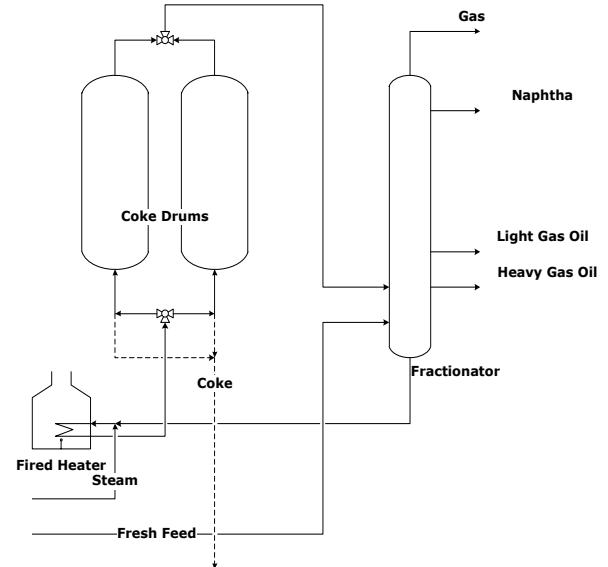 Gas
Naphtha
Coke Drums
Light Gas Oil
Heavy Gas Oil
Fractionator
Coke
Fired Heater
Steam
Fresh Feed